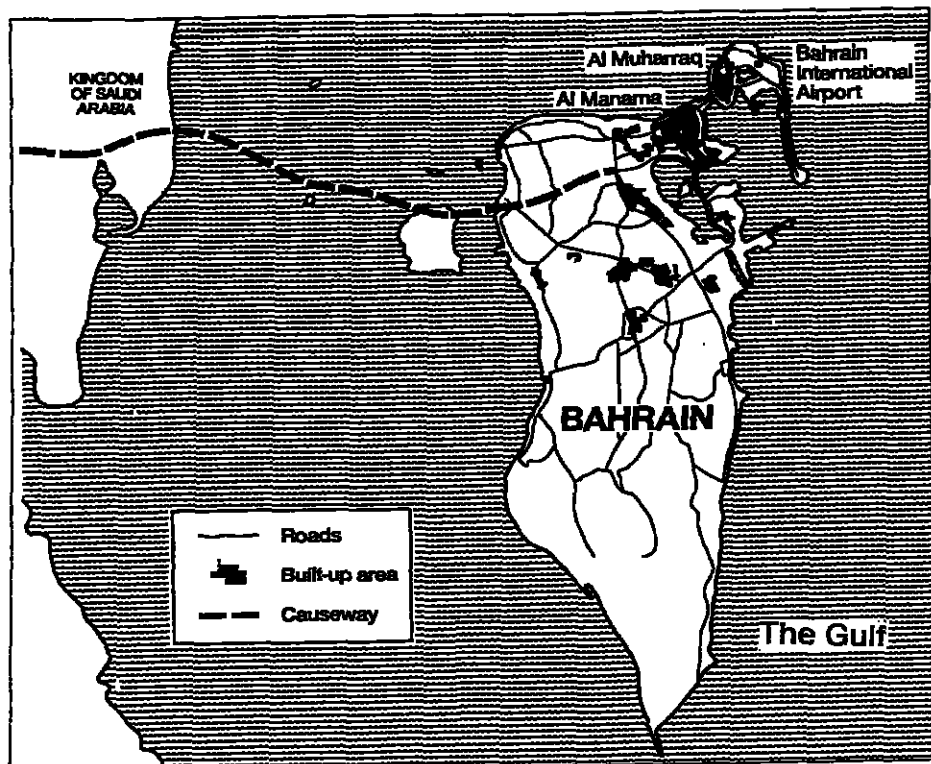 KINGDOM
OF SAUDI
ARABIA
Al Muharraq
Bahrain
International
Airport
Al Manama
BAHRAIN
Roads
Built-up area
Causeway
The Gulf